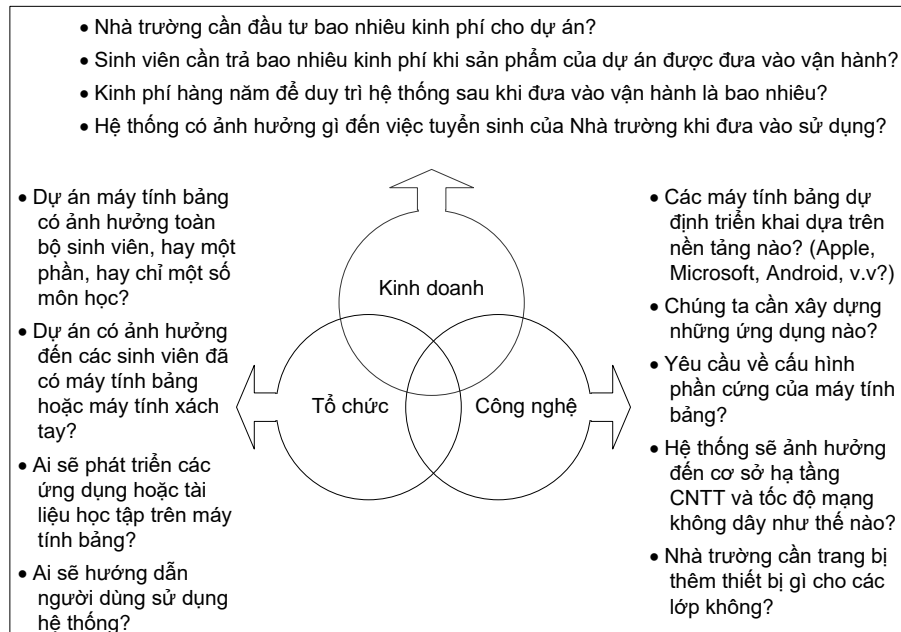 • Nhà trường cần đầu tư bao nhiêu kinh phí cho dự án?
• Sinh viên cần trả bao nhiêu kinh phí khi sản phẩm của dự án được đưa vào vận hành?
• Kinh phí hàng năm để duy trì hệ thống sau khi đưa vào vận hành là bao nhiêu?
• Hệ thống có ảnh hưởng gì đến việc tuyển sinh của Nhà trường khi đưa vào sử dụng?
• Dự án máy tính bảng
có ảnh hưởng toàn
bộ sinh viên, hay một
phần, hay chỉ một số
môn học?
• Dự án có ảnh hưởng
đến các sinh viên đã
có máy tính bảng
hoặc máy tính xách
tay?
• Ai sẽ phát triển các
ứng dụng hoặc tài
liệu học tập trên máy
tính bảng?
• Ai sẽ hướng dẫn
người dùng sử dụng
hệ thống?
Kinh doanh
Tổ chức
Công nghệ
• Các máy tính bảng dự
định triển khai dựa trên
nền tảng nào? (Apple,
Microsoft, Android, v.v?)
• Chúng ta cần xây dựng
những ứng dụng nào?
• Yêu cầu về cấu hình
phần cứng của máy tính
bảng?
• Hệ thống sẽ ảnh hưởng
đến cơ sở hạ tầng
CNTT và tốc độ mạng
không dây như thế nào?
• Nhà trường cần trang bị
thêm thiết bị gì cho các
lớp không?